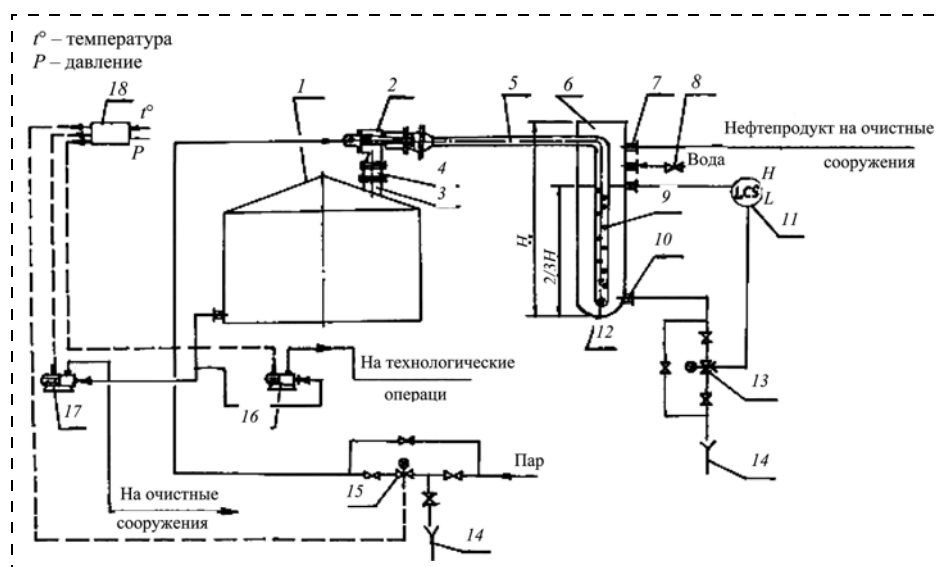 t° – температура
P – давление
18
t°
P
1
2
5
6
7
8
Нефтепродукт на очистные
сооружения
Вода
4
3
H
L
LCS
9
11
H
2/3H
10
12
На технологические
операци
13
17
16
14
Пар
15
На очистные
сооружения
14